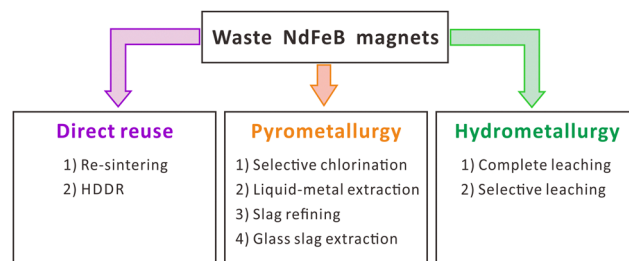 Waste NdFeB magnets
Direct reuse
1) Re-sintering
2) HDDR
Pyrometallurgy
1) Selective chlorination
2) Liquid-metal extraction
3) Slag refining
4) Glass slag extraction
Hydrometallurgy
1) Complete leaching
2) Selective leaching